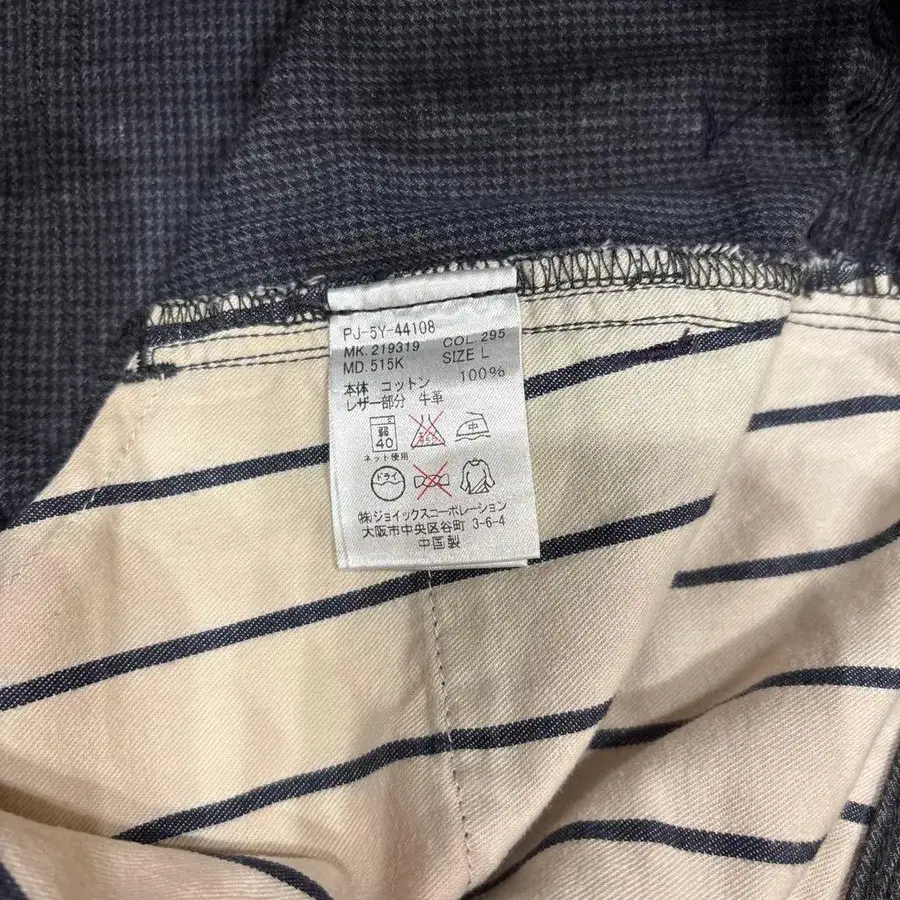 PJ-5Y-44108
MK. 219319 COL. 295
MD. 515K SIZE L
本体 コットン 100%
レザー部分 牛革
弱 40 中
ネット使用
ドライ
㈱ジョイックスコーポレーション
大阪市中央区谷町 3-6-4
中国製